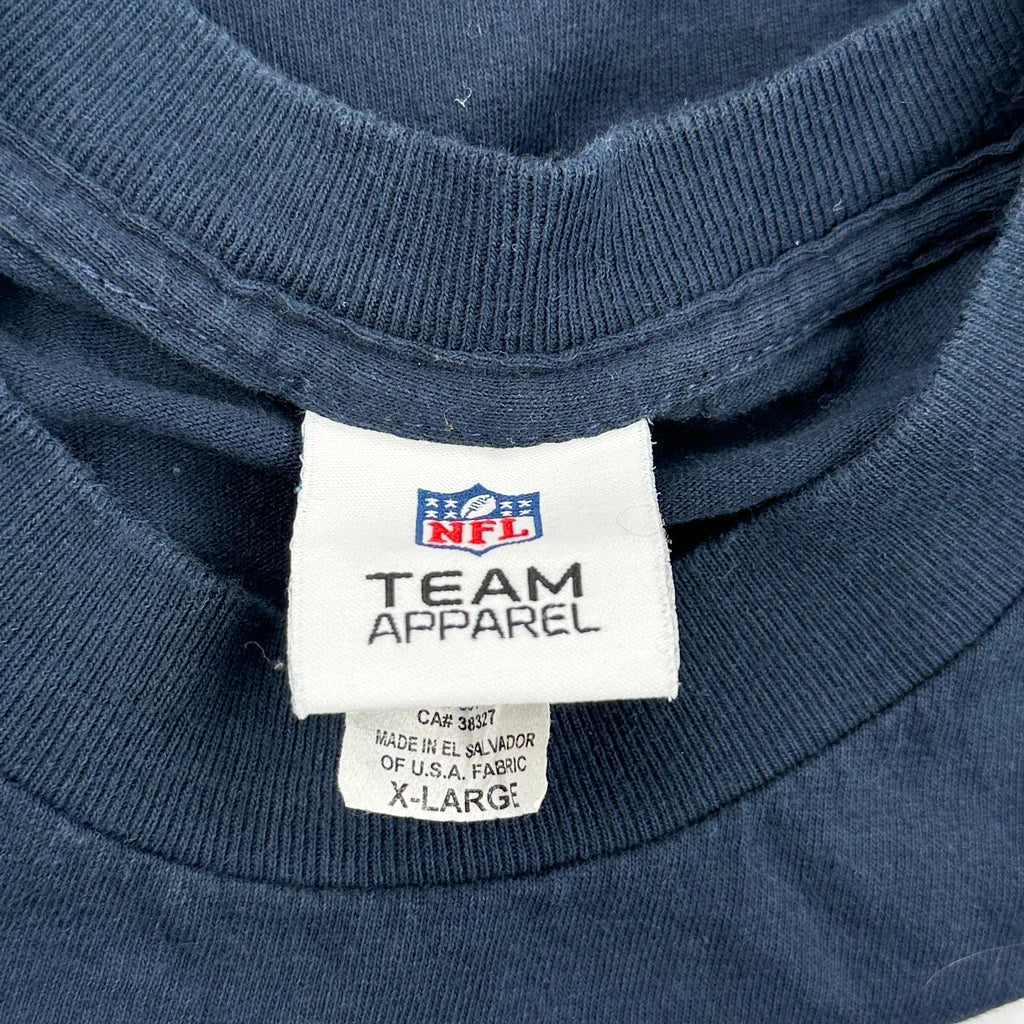 NFL
TEAM
APPAREL
CA# 38327
MADE IN EL SALVADOR
OF U.S.A. FABRIC
X-LARGE